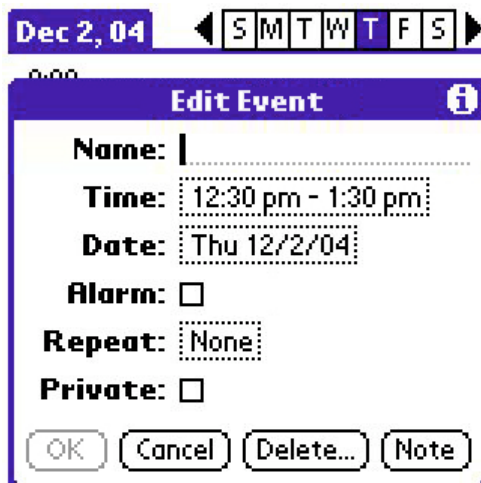 Dec 2, 04 S M T W T F S
Edit Event
Name:
Time: 12:30 pm - 1:30 pm
Date: Thu 12/2/04
Alarm:
Repeat: None
Private:
OK Cancel Delete... Note